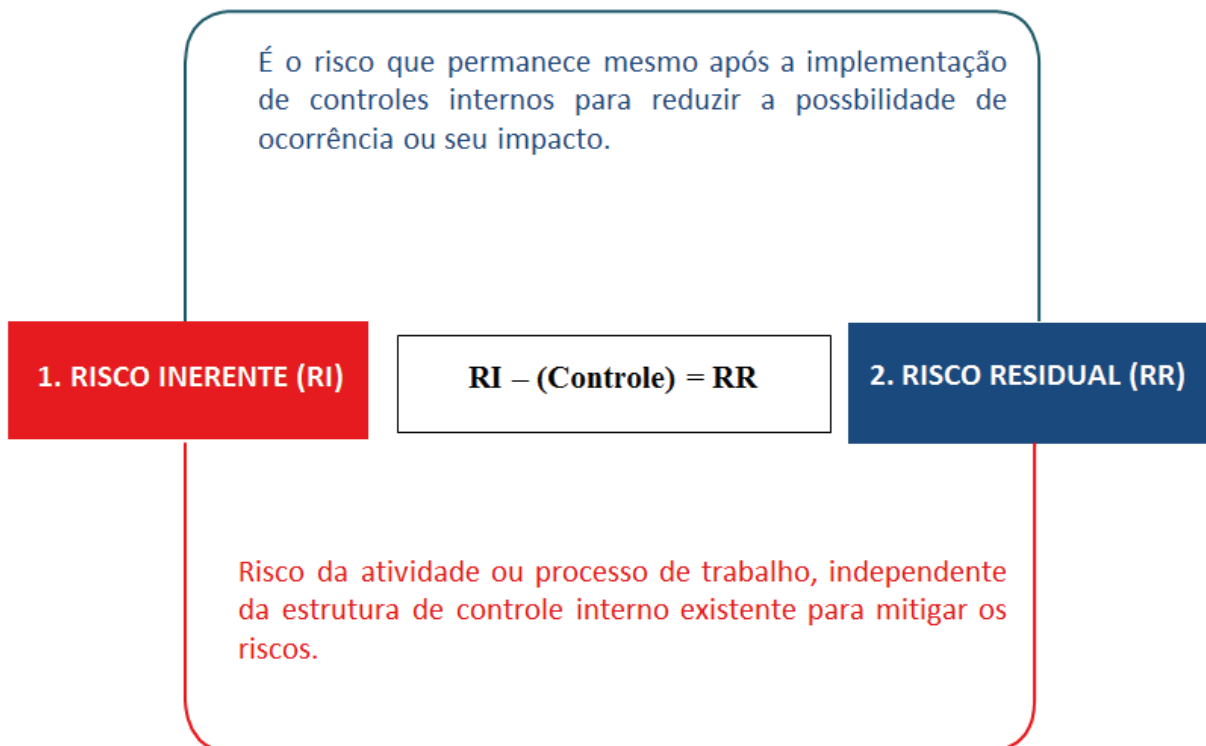 É o risco que permanece mesmo após a implementação
de controles internos para reduzir a possbilidade de
ocorrência ou seu impacto.
1. RISCO INERENTE (RI)
RI – (Controle) = RR
2. RISCO RESIDUAL (RR)
Risco da atividade ou processo de trabalho, independente
da estrutura de controle interno existente para mitigar os
riscos.